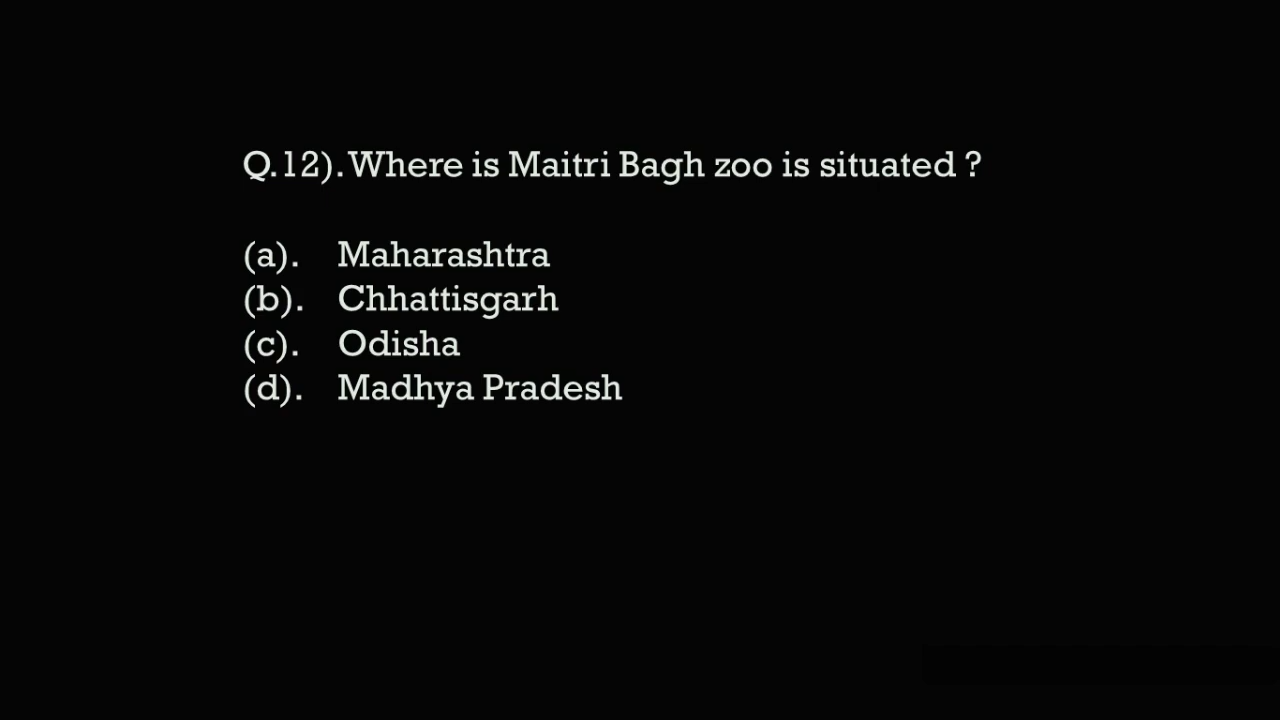 Q.12). Where is Maitri Bagh zoo is situated ?
(a). Maharashtra
(b). Chhattisgarh
(c). Odisha
(d). Madhya Pradesh